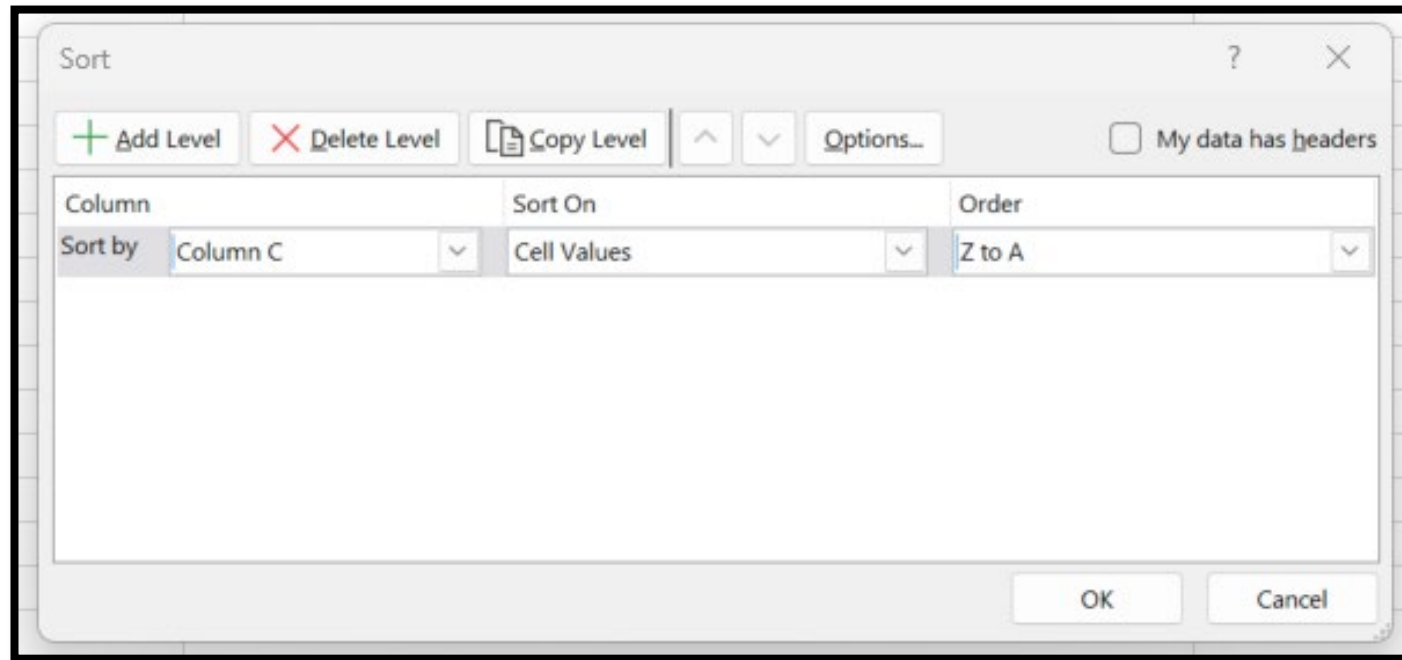 Sort ?
Add Level Delete Level Copy Level Options... My data has headers
Column Sort On Order
Sort by Column C Cell Values Z to A
OK Cancel